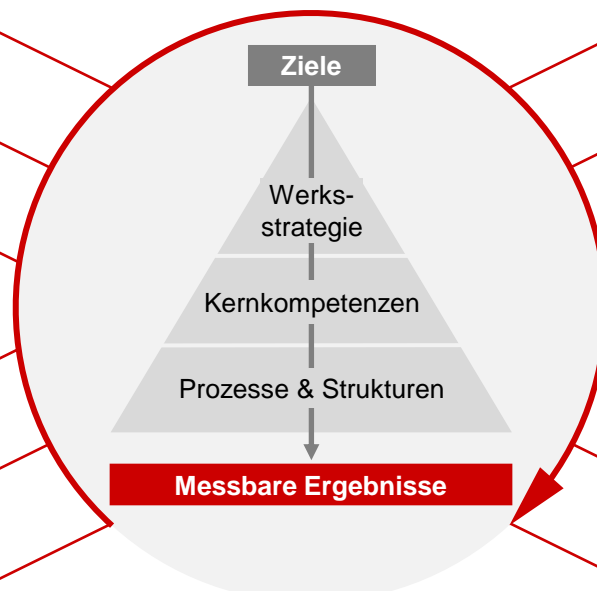 Ziele
Werks-
strategie
Kernkompetenzen
Prozesse & Strukturen
Messbare Ergebnisse